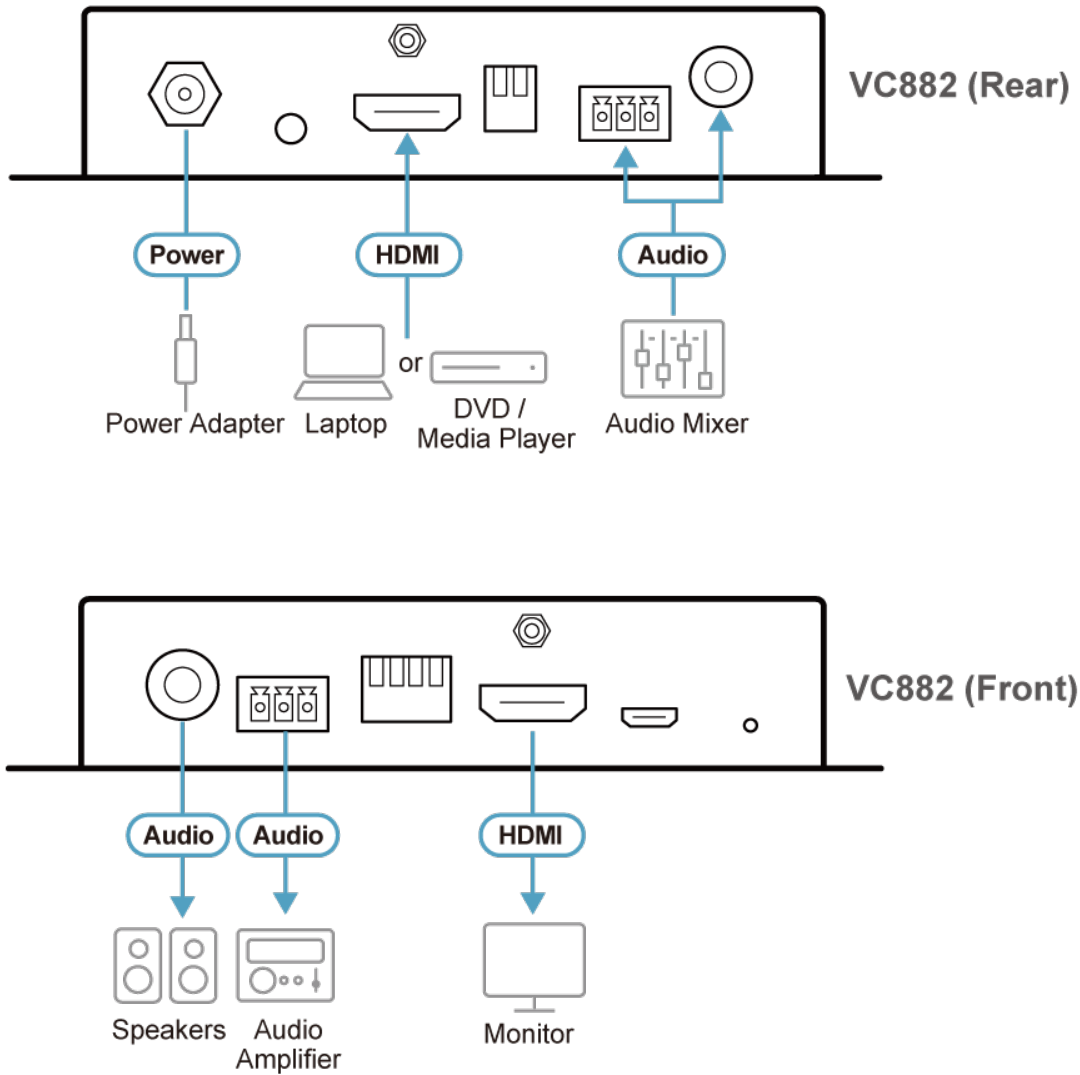 VC882 (Rear)
Power
HDMI
Audio
or
Power Adapter
Laptop
DVD /
Media Player
Audio Mixer
VC882 (Front)
Audio
Audio
HDMI
Speakers
Audio
Amplifier
Monitor